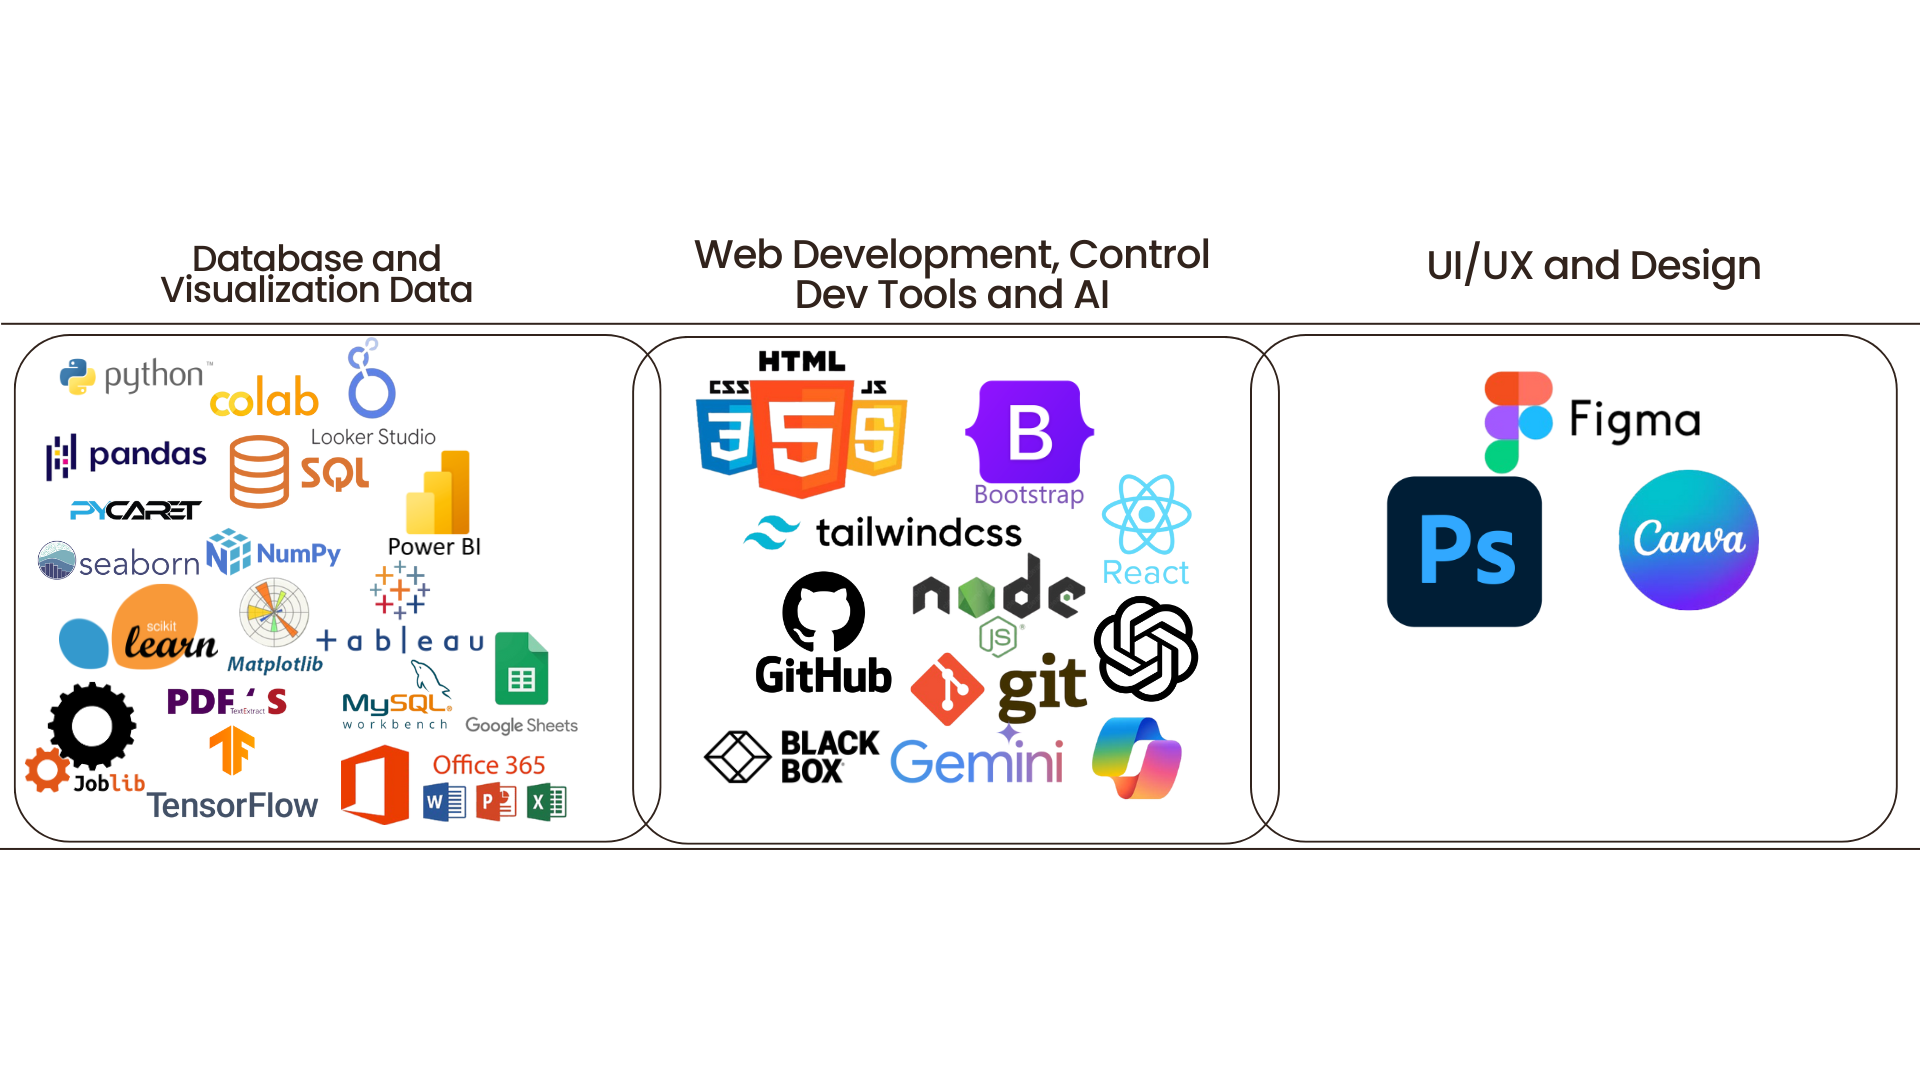 Database and
Visualization Data
python™
colab
Looker Studio
pandas
SQL
PYCARET
Power BI
seaborn
NumPy
scikit
learn
Matplotlib
+ableau
PDF'S
TextExtract
MySQL®
workbench
Google Sheets
Joblib
TensorFlow
Office 365
W
P
X
Web Development, Control
Dev Tools and AI
HTML
CSS
JS
3
5
B
Bootstrap
tailwindcss
React
node
JS®
GitHub
git
BLACK
BOX
Gemini
UI/UX and Design
Figma
Ps
Canva